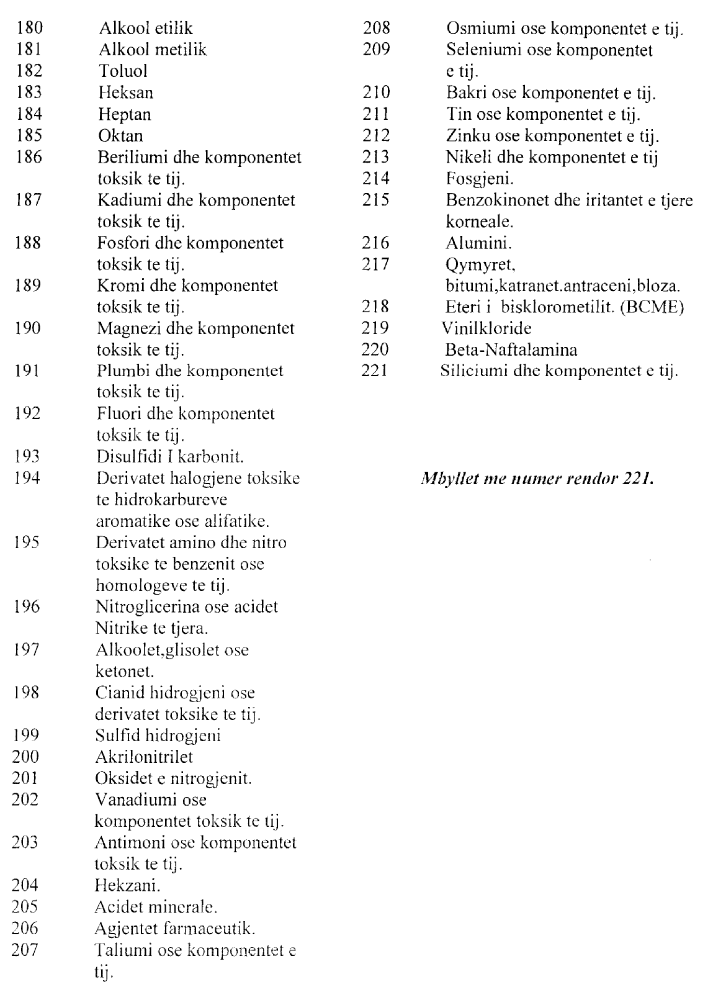 180 Alkool etilik
181 Alkool metilik
182 Toluol
183 Heksan
184 Heptan
185 Oktan
186 Beriliumi dhe komponentet
toksik te tij.
187 Kadiumi dhe komponentet
toksik te tij.
188 Fosfori dhe komponentet
toksik te tij.
189 Kromi dhe komponentet
toksik te tij.
190 Magnezi dhe komponentet
toksik te tij.
191 Plumbi dhe komponentet
toksik te tij.
192 Fluori dhe komponentet
toksik te tij.
193 Disulfidi I karbonit.
194 Derivatet halogjene toksike
te hidrokarbureve
aromatike ose alifatike.
195 Derivatet amino dhe nitro
toksike te benzenit ose
homologeve te tij.
196 Nitroglicerina ose acidet
Nitrike te tjera.
197 Alkoolet,glisolet ose
ketonet.
198 Cianid hidrogjeni ose
derivatet toksike te tij.
199 Sulfid hidrogjeni
200 Akrilonitrilet
201 Oksidet e nitrogjenit.
202 Vanadiumi ose
komponentet toksik te tij.
203 Antimoni ose komponentet
toksik te tij.
204 Hekzani.
205 Acidet minerale.
206 Agjentet farmaceutik.
207 Taliumi ose komponentet e
tij.
208 Osmiumi ose komponentet e tij.
209 Seleniumi ose komponentet
e tij.
210 Bakri ose komponentet e tij.
211 Tin ose komponentet e tij.
212 Zinku ose komponentet e tij.
213 Nikeli dhe komponentet e tij
214 Fosgjeni.
215 Benzokinonet dhe iritantet e tjere
korneale.
216 Alumini.
217 Qymyret,
bitumi,katranet.antraceni,bloza.
218 Eteri i bisklorometilit. (BCME)
219 Vinilkloride
220 Beta-Naftalamina
221 Siliciumi dhe komponentet e tij.
Mbyllet me numer rendor 221.